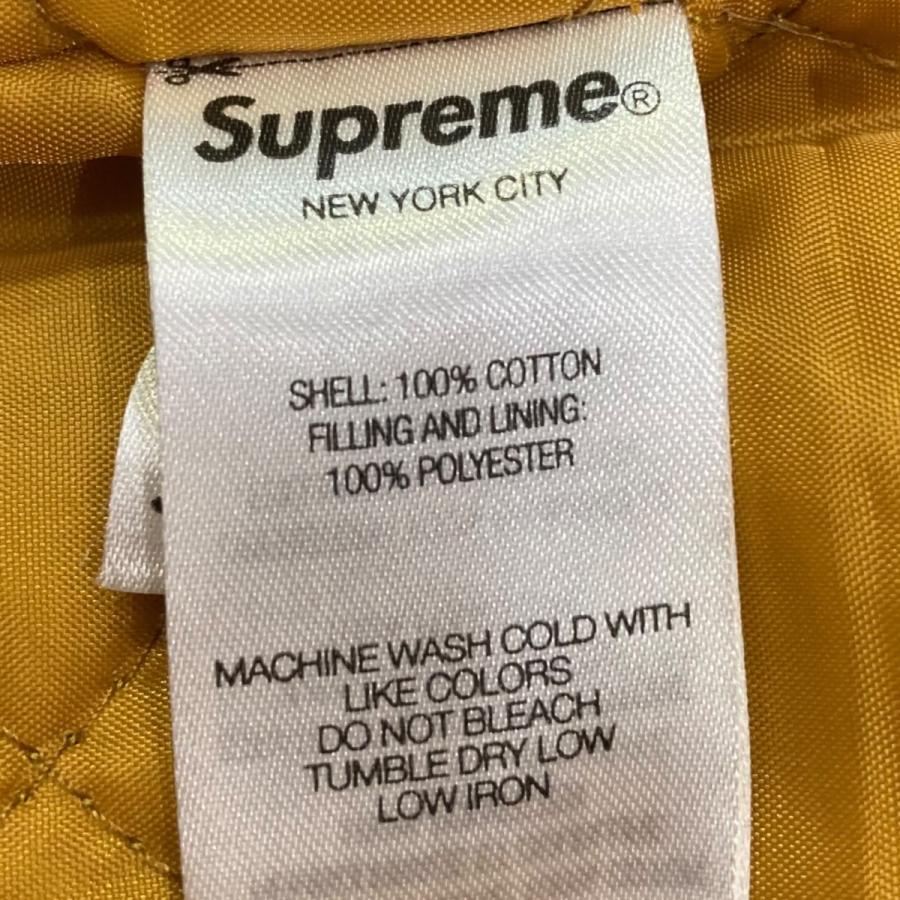 Supreme®
NEW YORK CITY
SHELL: 100% COTTON
FILLING AND LINING:
100% POLYESTER
MACHINE WASH COLD WITH
LIKE COLORS
DO NOT BLEACH
TUMBLE DRY LOW
LOW IRON